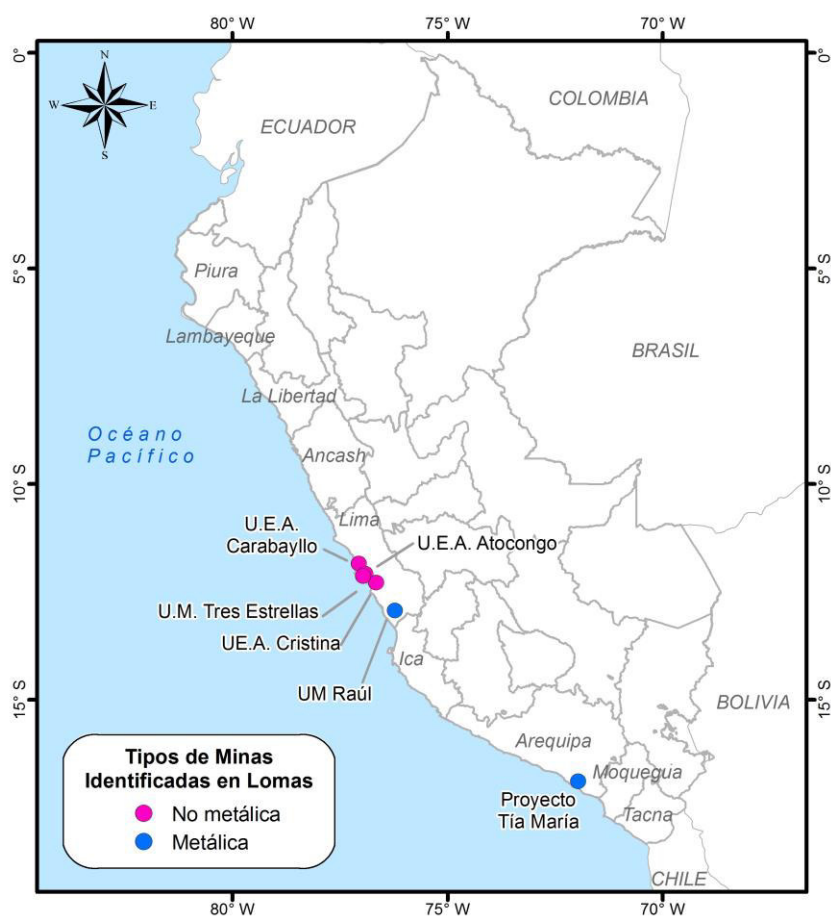 80° W
75° W
70° W
0°
0°
N
W
E
S
COLOMBIA
ECUADOR
5° S
5° S
Piura
Lambayeque
BRASIL
La Libertad
Océano
Pacífico
Ancash
10° S
10° S
Lima
U.E.A.
Carabayllo
U.E.A. Atocongo
U.M. Tres Estrellas
UE.A. Cristina
Ica
UM Raúl
BOLIVIA
15° S
15° S
Arequipa
Moquegua
Proyecto
Tía María
Tacna
CHILE
Tipos de Minas
Identificadas en Lomas
No metálica
Metálica
80° W
75° W
70° W